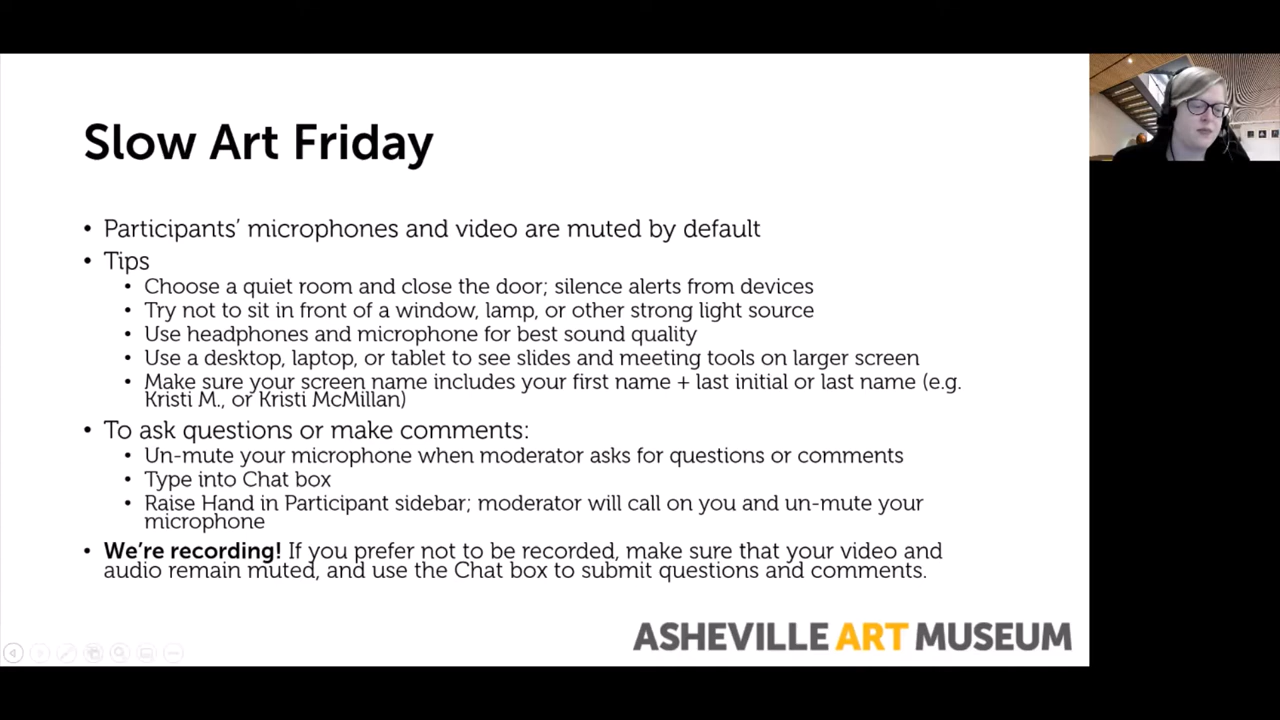 Slow Art Friday
• Participants’ microphones and video are muted by default
• Tips
• Choose a quiet room and close the door; silence alerts from devices
• Try not to sit in front of a window, lamp, or other strong light source
• Use headphones and microphone for best sound quality
• Use a desktop, laptop, or tablet to see slides and meeting tools on larger screen
• Make sure your screen name includes your first name + last initial or last name (e.g.
Kristi M., or Kristi McMillan)
• To ask questions or make comments:
• Un-mute your microphone when moderator asks for questions or comments
• Type into Chat box
• Raise Hand in Participant sidebar; moderator will call on you and un-mute your
microphone
• We’re recording! If you prefer not to be recorded, make sure that your video and
audio remain muted, and use the Chat box to submit questions and comments.
ASHEVILLE ART MUSEUM